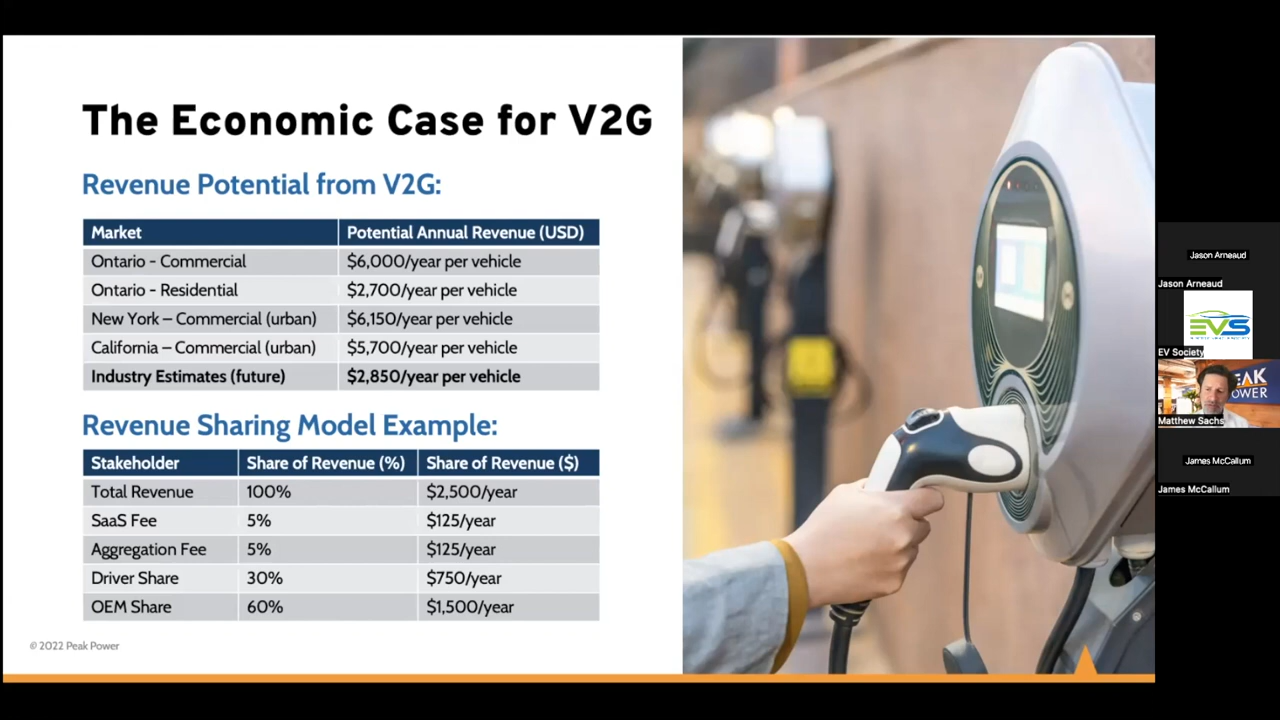 The Economic Case for V2G
Revenue Potential from V2G:
Market Potential Annual Revenue (USD)
Ontario - Commercial $6,000/year per vehicle
Ontario - Residential $2,700/year per vehicle
New York – Commercial (urban) $6,150/year per vehicle
California – Commercial (urban) $5,700/year per vehicle
Industry Estimates (future) $2,850/year per vehicle
Revenue Sharing Model Example:
Stakeholder Share of Revenue (%) Share of Revenue ($)
Total Revenue 100% $2,500/year
SaaS Fee 5% $125/year
Aggregation Fee 5% $125/year
Driver Share 30% $750/year
OEM Share 60% $1,500/year
© 2022 Peak Power
Jason Arneaud
Jason Arneaud
EVS
EV Society
EAK
OWER
Matthew Sachs
James McCallum
James McCallum